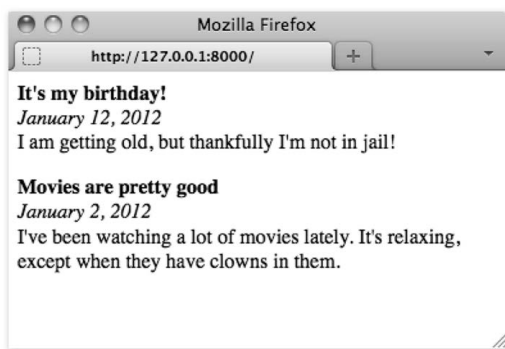 Mozilla Firefox
http://127.0.0.1:8000/
It's my birthday!
January 12, 2012
I am getting old, but thankfully I'm not in jail!
Movies are pretty good
January 2, 2012
I've been watching a lot of movies lately. It's relaxing,
except when they have clowns in them.